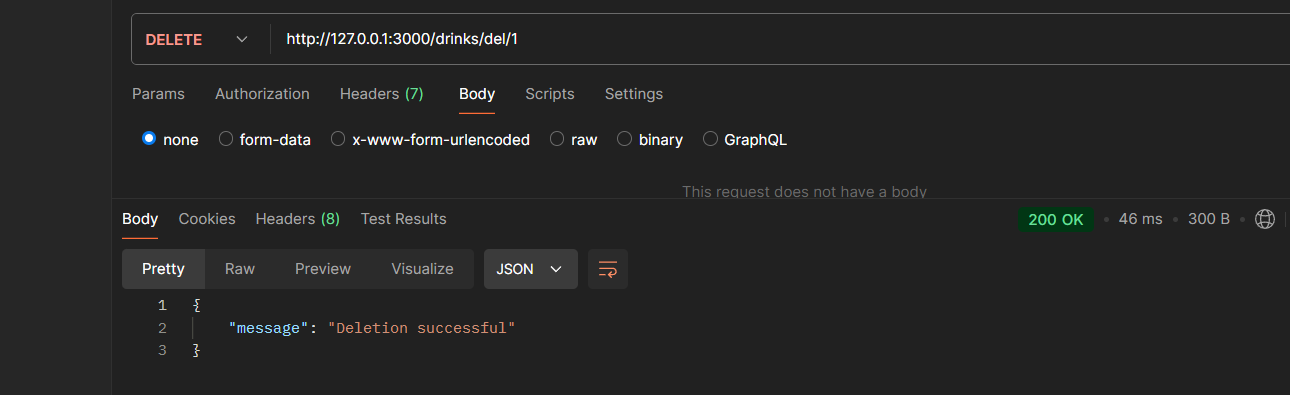 DELETE http://127.0.0.1:3000/drinks/del/1
Params Authorization Headers (7) Body Scripts Settings
none form-data x-www-form-urlencoded raw binary GraphQL
This request does not have a body
Body Cookies Headers (8) Test Results 200 OK 46 ms 300 B
Pretty Raw Preview Visualize JSON
1 {
2 "message": "Deletion successful"
3 }